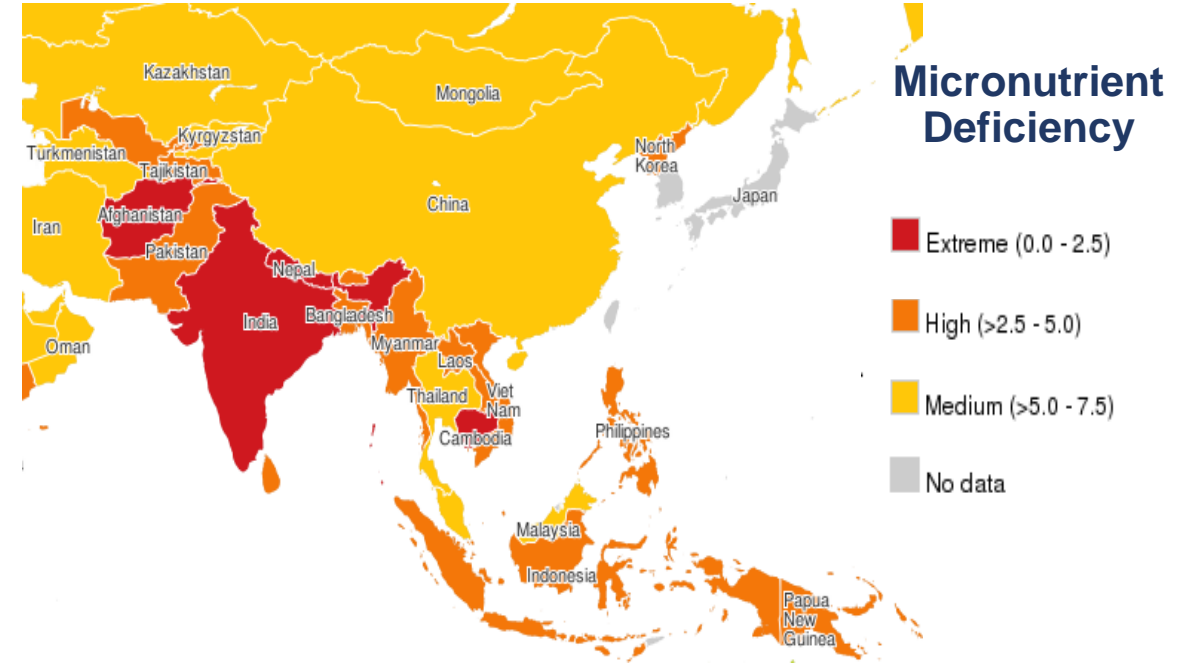 Micronutrient
Deficiency
Kazakhstan
Mongolia
Kyrgyzstan
Turkmenistan
Tajikistan
North
Korea
Japan
China
Afghanistan
Iran
Pakistan
Nepal
India
Bangladesh
Oman
Myanmar
Laos
Thailand
Viet
Nam
Cambodia
Philippines
Malaysia
Indonesia
Papua
New
Guinea
Extreme (0.0 - 2.5)
High (>2.5 - 5.0)
Medium (>5.0 - 7.5)
No data